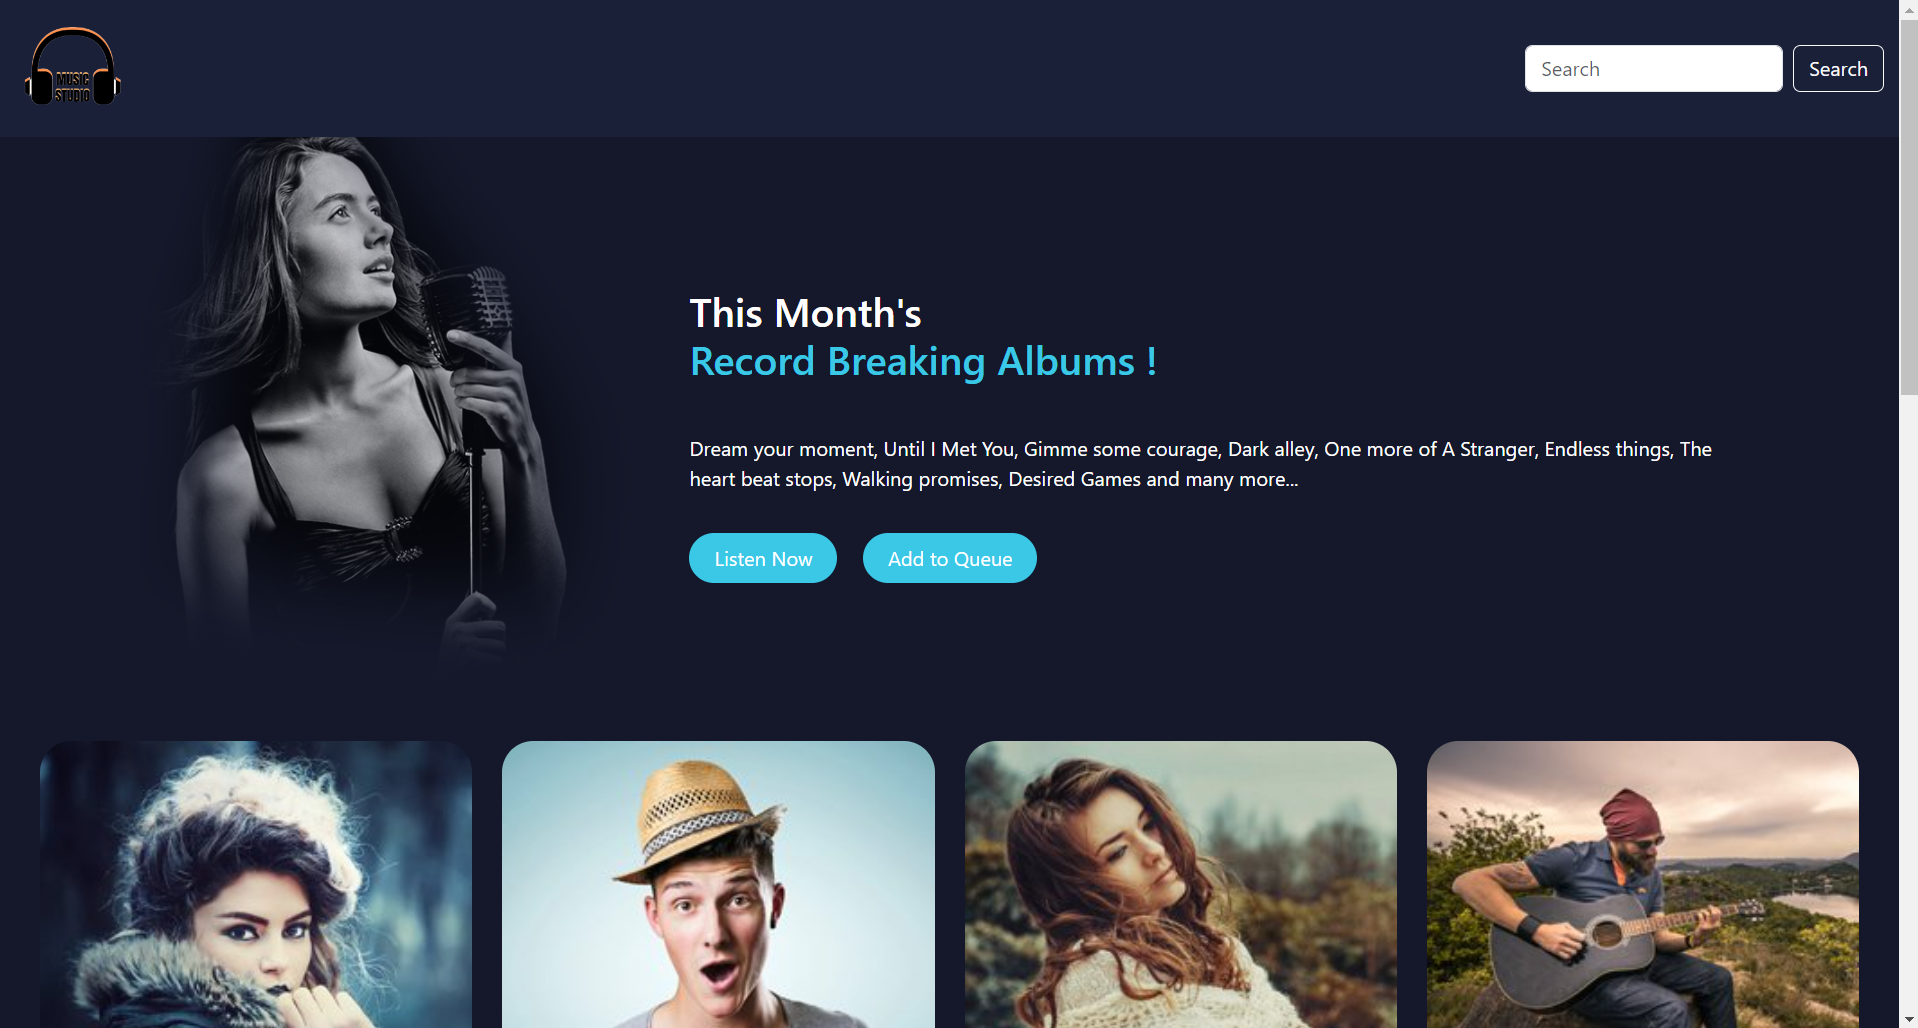 MUSIC
STUDIO
Search
Search
This Month's
Record Breaking Albums !
Dream your moment, Until I Met You, Gimme some courage, Dark alley, One more of A Stranger, Endless things, The
heart beat stops, Walking promises, Desired Games and many more...
Listen Now
Add to Queue